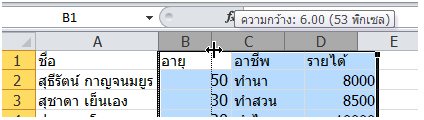 B1
ความกว้าง: 6.00 (53 พิกเซล)
A B C D E
1 ชื่อ อายุ อาชีพ รายได้
2 สุธีรัตน์ กาญจนมยูร 50 ทำนา 8000
3 สุชาดา เย็นเอง 30 ทำสวน 8500